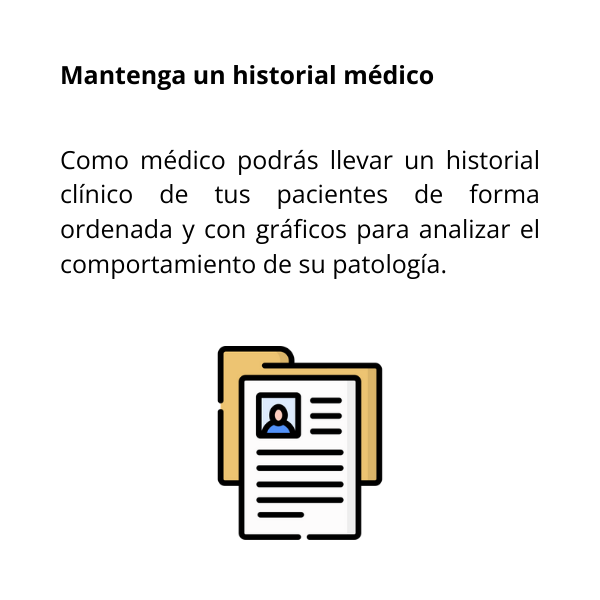 Mantenga un historial médico
Como médico podrás llevar un historial
clínico de tus pacientes de forma
ordenada y con gráficos para analizar el
comportamiento de su patología.